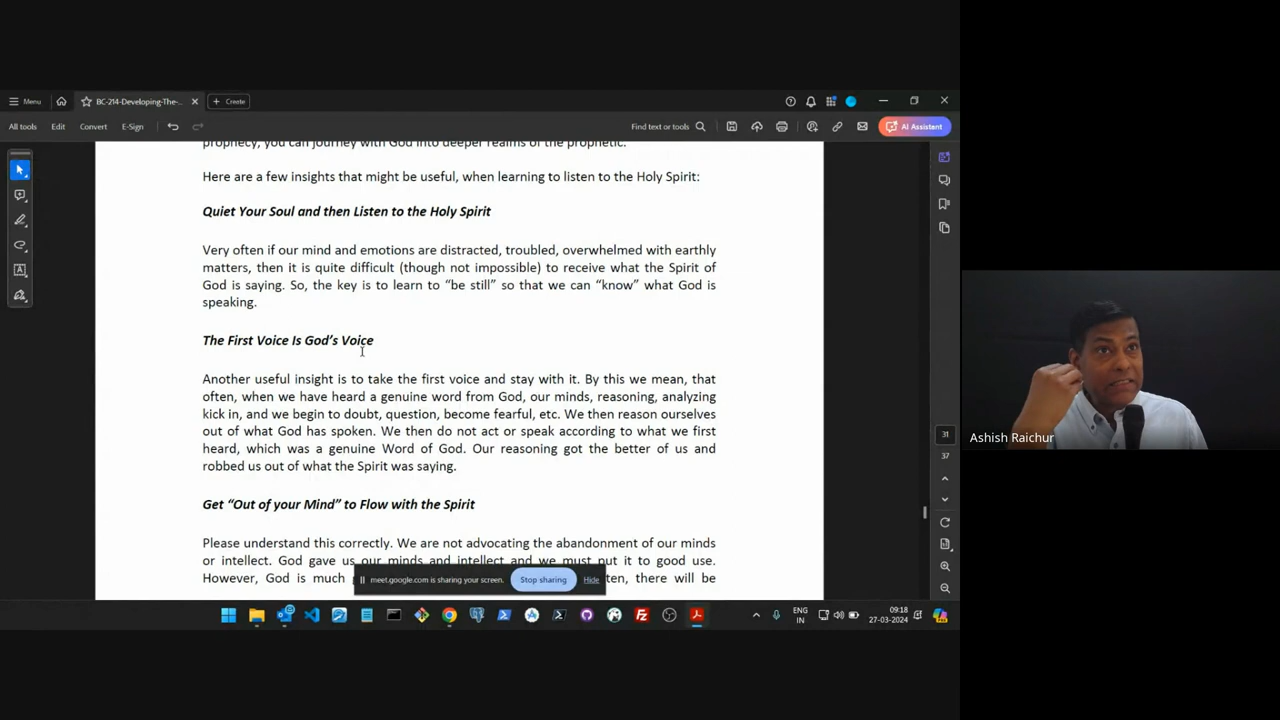 Menu
BC-214-Developing-The-...
Create
All tools
Edit
Convert
E-Sign
Find text or tools
AI Assistant
prophecy, you can journey with God into deeper realms of the prophetic.
Here are a few insights that might be useful, when learning to listen to the Holy Spirit:
Quiet Your Soul and then Listen to the Holy Spirit
Very often if our mind and emotions are distracted, troubled, overwhelmed with earthly
matters, then it is quite difficult (though not impossible) to receive what the Spirit of
God is saying. So, the key is to learn to “be still” so that we can “know” what God is
speaking.
The First Voice Is God’s Voice
Another useful insight is to take the first voice and stay with it. By this we mean, that
often, when we have heard a genuine word from God, our minds, reasoning, analyzing
kick in, and we begin to doubt, question, become fearful, etc. We then reason ourselves
out of what God has spoken. We then do not act or speak according to what we first
heard, which was a genuine Word of God. Our reasoning got the better of us and
robbed us out of what the Spirit was saying.
Get “Out of your Mind” to Flow with the Spirit
Please understand this correctly. We are not advocating the abandonment of our minds
or intellect. God gave us our minds and intellect and we must put it to good use.
However, God is much
there will be
meet.google.com is sharing your screen.
Stop sharing
Hide
31
37
ENG
IN
09:18
27-03-2024
Ashish Raichur